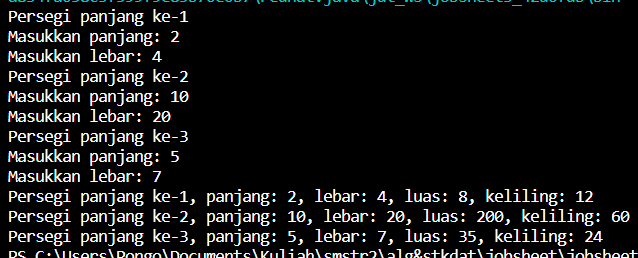 Persegi panjang ke-1
Masukkan panjang: 2
Masukkan lebar: 4
Persegi panjang ke-2
Masukkan panjang: 10
Masukkan lebar: 20
Persegi panjang ke-3
Masukkan panjang: 5
Masukkan lebar: 7
Persegi panjang ke-1, panjang: 2, lebar: 4, luas: 8, keliling: 12
Persegi panjang ke-2, panjang: 10, lebar: 20, luas: 200, keliling: 60
Persegi panjang ke-3, panjang: 5, lebar: 7, luas: 35, keliling: 24
PS C:\Users\Pongo\Documents\Kuliah\smstr2\alg&stkdat\jobsheet\jobsheet